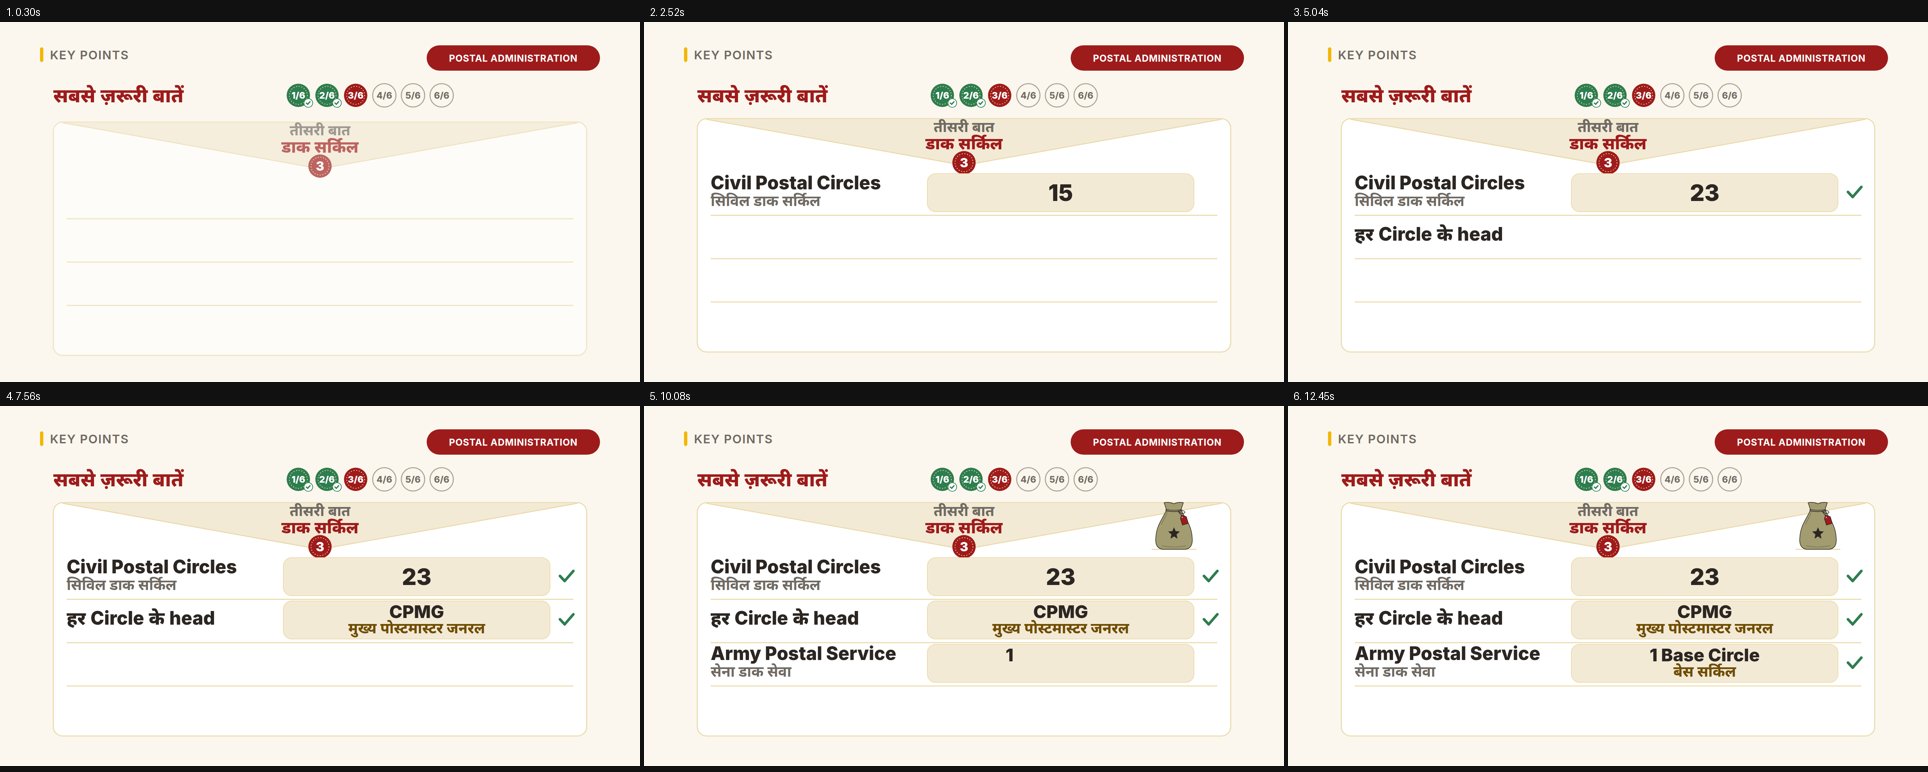 1. 0.30s
KEY POINTS
POSTAL ADMINISTRATION
सबसे ज़रूरी बातें
1/6 2/6 3/6 4/6 5/6 6/6
तीसरी बात
डाक सर्किल
3
2. 2.52s
KEY POINTS
POSTAL ADMINISTRATION
सबसे ज़रूरी बातें
1/6 2/6 3/6 4/6 5/6 6/6
तीसरी बात
डाक सर्किल
3
Civil Postal Circles
सिविल डाक सर्किल
15
3. 5.04s
KEY POINTS
POSTAL ADMINISTRATION
सबसे ज़रूरी बातें
1/6 2/6 3/6 4/6 5/6 6/6
तीसरी बात
डाक सर्किल
3
Civil Postal Circles
सिविल डाक सर्किल
23
हर Circle के head
4. 7.56s
KEY POINTS
POSTAL ADMINISTRATION
सबसे ज़रूरी बातें
1/6 2/6 3/6 4/6 5/6 6/6
तीसरी बात
डाक सर्किल
3
Civil Postal Circles
सिविल डाक सर्किल
23
हर Circle के head
CPMG
मुख्य पोस्टमास्टर जनरल
5. 10.08s
KEY POINTS
POSTAL ADMINISTRATION
सबसे ज़रूरी बातें
1/6 2/6 3/6 4/6 5/6 6/6
तीसरी बात
डाक सर्किल
3
Civil Postal Circles
सिविल डाक सर्किल
23
हर Circle के head
CPMG
मुख्य पोस्टमास्टर जनरल
Army Postal Service
सेना डाक सेवा
1
6. 12.45s
KEY POINTS
POSTAL ADMINISTRATION
सबसे ज़रूरी बातें
1/6 2/6 3/6 4/6 5/6 6/6
तीसरी बात
डाक सर्किल
3
Civil Postal Circles
सिविल डाक सर्किल
23
हर Circle के head
CPMG
मुख्य पोस्टमास्टर जनरल
Army Postal Service
सेना डाक सेवा
1 Base Circle
बेस सर्किल